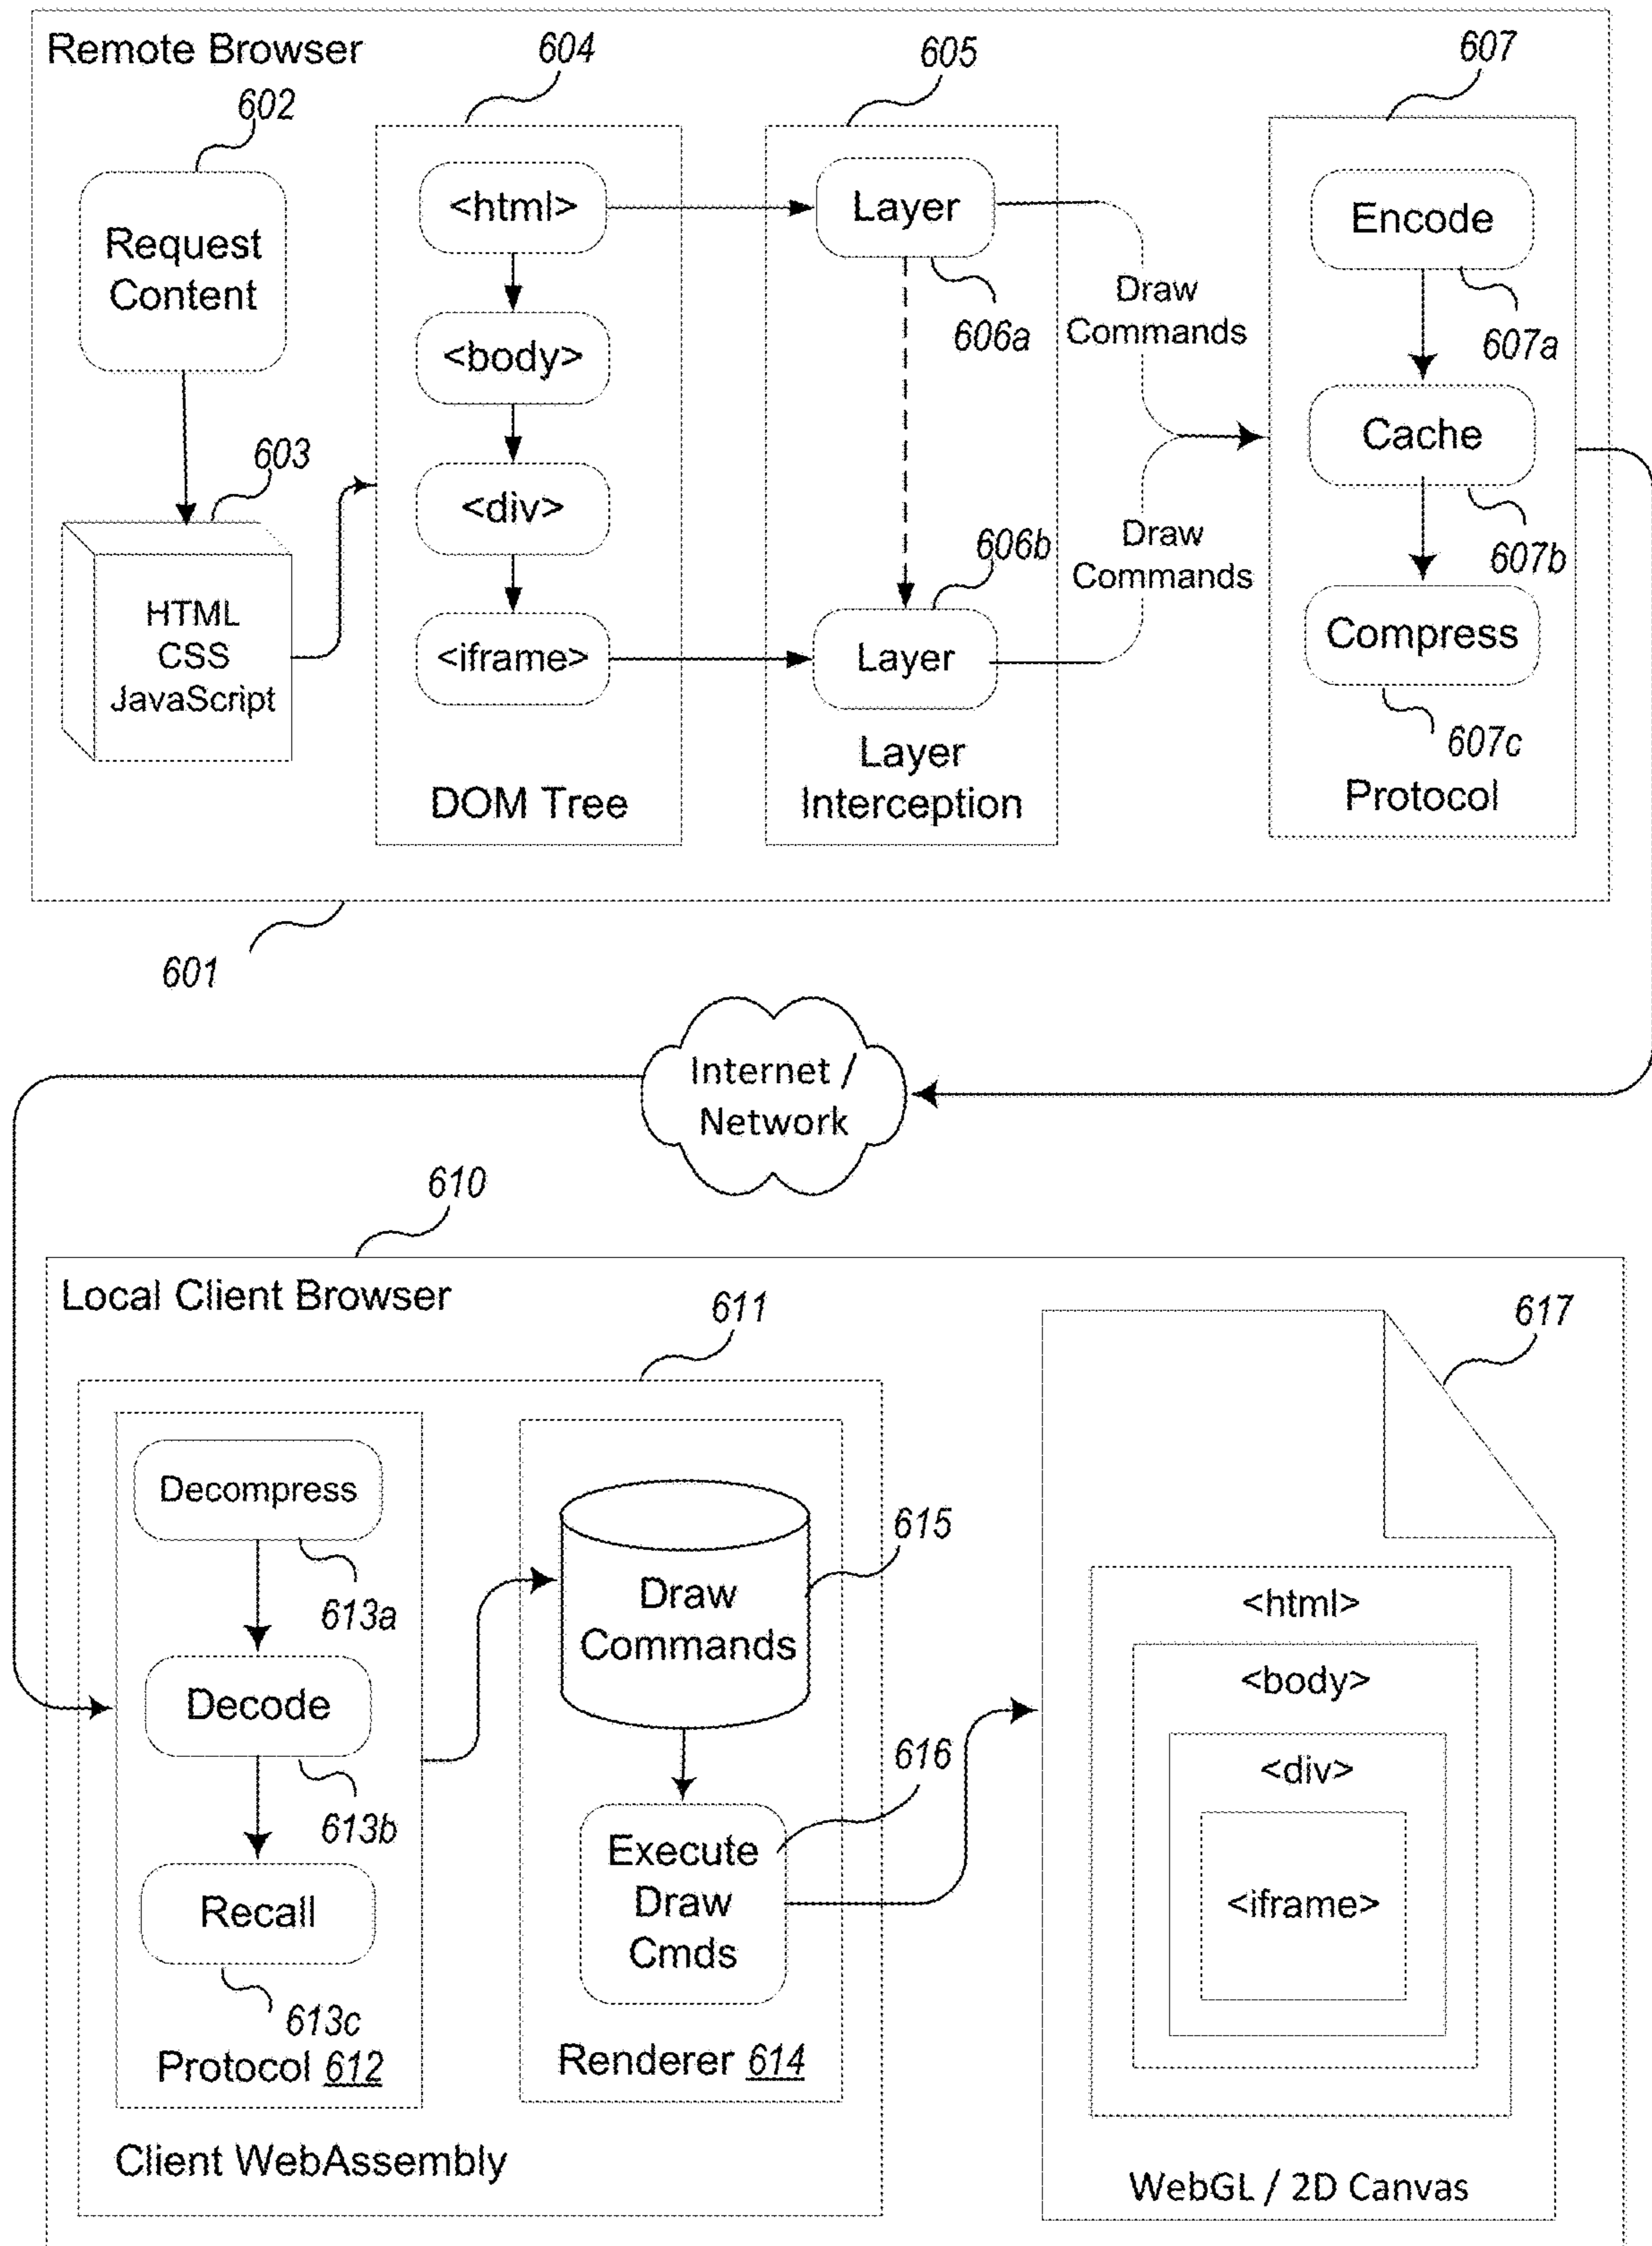 Remote Browser
604
605
607
602
Request
Content
603
HTML
CSS
JavaScript
<html>
<body>
<div>
<iframe>
DOM Tree
Layer
606a
606b
Layer
Layer
Interception
Draw
Commands
Draw
Commands
Encode
607a
Cache
607b
Compress
607c
Protocol
601
Internet /
Network
610
Local Client Browser
611
617
Decompress
613a
Decode
613b
Recall
613c
Protocol 612
615
Draw
Commands
616
Execute
Draw
Cmds
Renderer 614
Client WebAssembly
<html>
<body>
<div>
<iframe>
WebGL / 2D Canvas